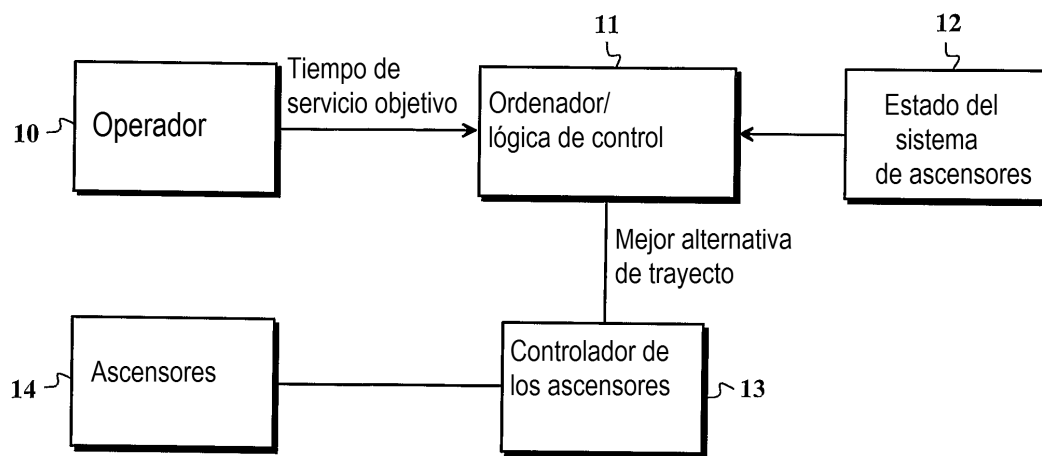 11
12
10
Operador
Tiempo de
servicio objetivo
Ordenador/
lógica de control
Estado del
sistema
de ascensores
Mejor alternativa
de trayecto
14
Ascensores
Controlador de
los ascensores
13